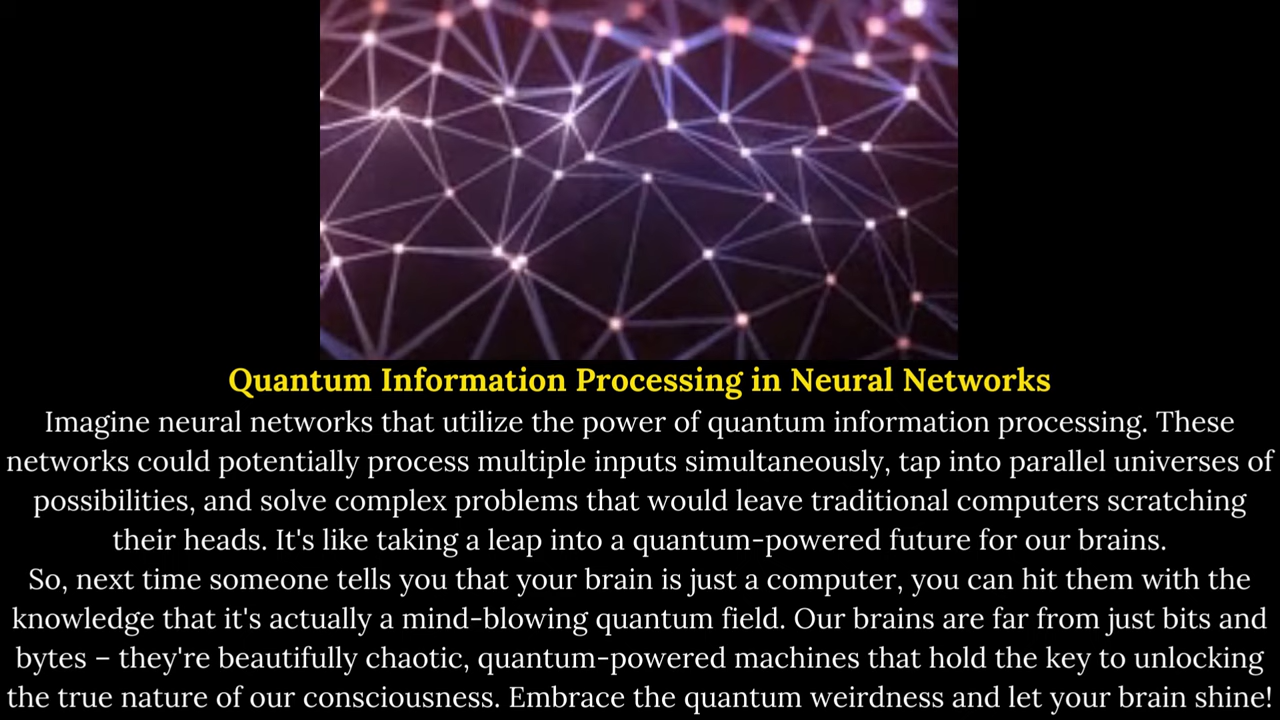 Quantum Information Processing in Neural Networks
Imagine neural networks that utilize the power of quantum information processing. These
networks could potentially process multiple inputs simultaneously, tap into parallel universes of
possibilities, and solve complex problems that would leave traditional computers scratching
their heads. It's like taking a leap into a quantum-powered future for our brains.
So, next time someone tells you that your brain is just a computer, you can hit them with the
knowledge that it's actually a mind-blowing quantum field. Our brains are far from just bits and
bytes – they're beautifully chaotic, quantum-powered machines that hold the key to unlocking
the true nature of our consciousness. Embrace the quantum weirdness and let your brain shine!